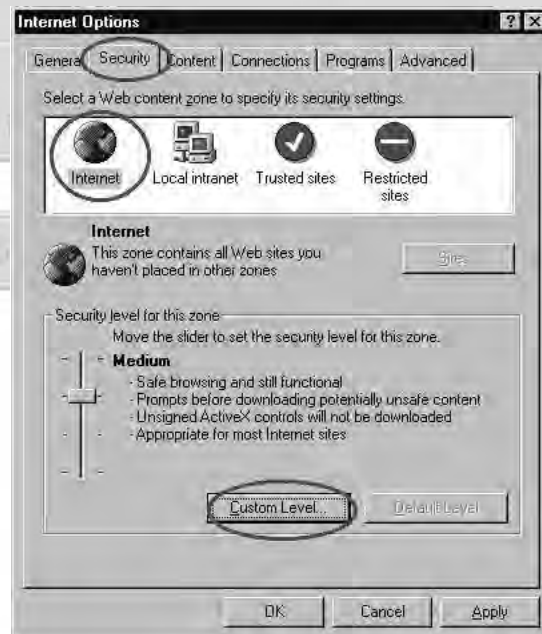 Internet Options
General Security Content Connections Programs Advanced
Select a Web content zone to specify its security settings.
Internet Local intranet Trusted sites Restricted sites
Internet
This zone contains all Web sites you
haven't placed in other zones
Sites...
Security level for this zone
Move the slider to set the security level for this zone.
Medium
- Safe browsing and still functional
- Prompts before downloading potentially unsafe content
- Unsigned ActiveX controls will not be downloaded
- Appropriate for most Internet sites
Custom Level... Default Level
OK Cancel Apply